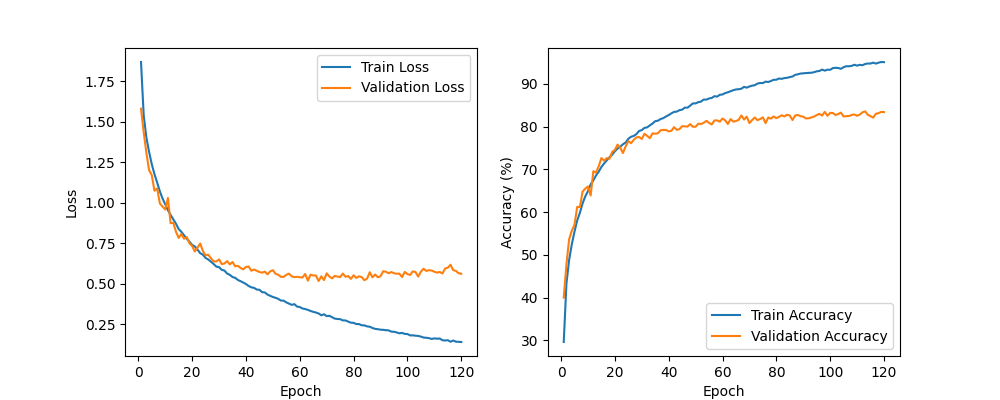 Loss
1.75
1.50
1.25
1.00
0.75
0.50
0.25
0 20 40 60 80 100 120
Epoch
Train Loss
Validation Loss
Accuracy (%)
90
80
70
60
50
40
30
0 20 40 60 80 100 120
Epoch
Train Accuracy
Validation Accuracy